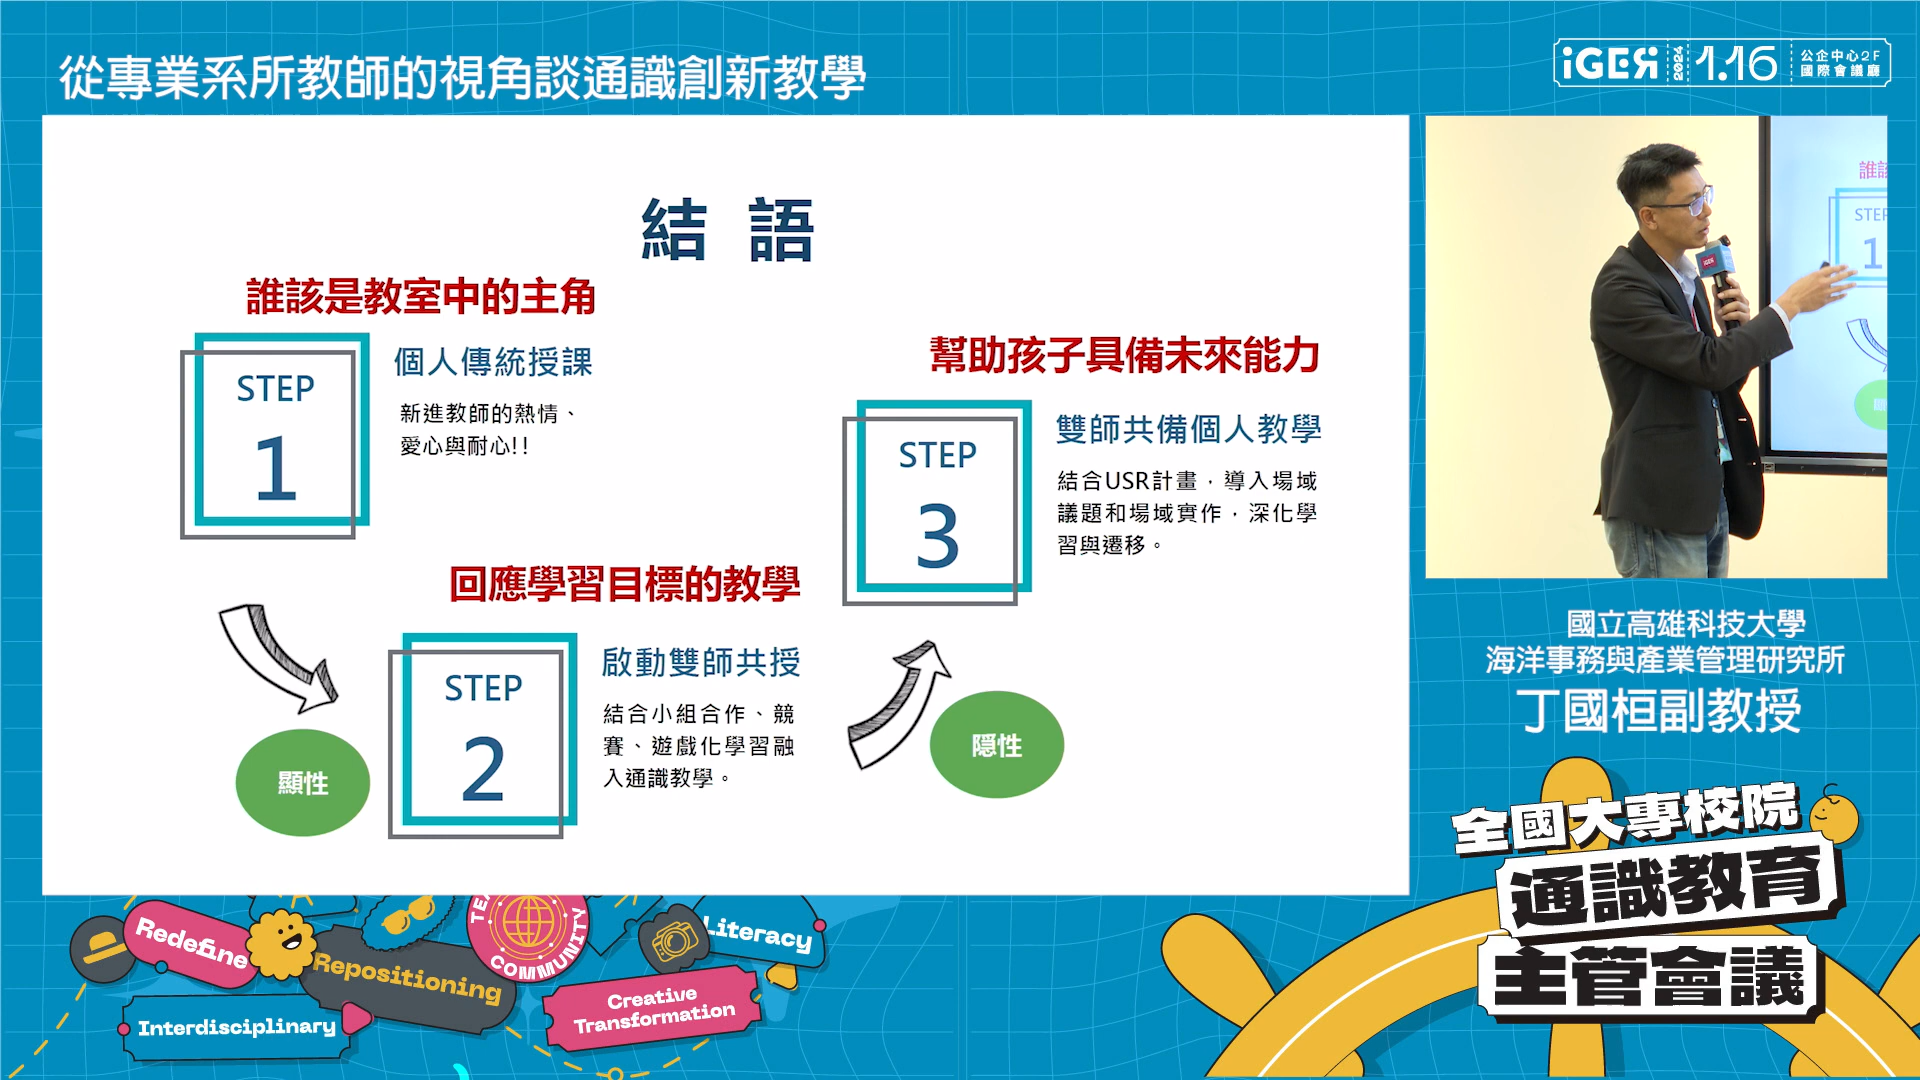 從專業系所教師的視角談通識創新教學
iGER 2024 1.16 公企中心2F
國際會議廳
結語
誰該是教室中的主角
STEP
1
個人傳統授課
新進教師的熱情、
愛心與耐心!!
回應學習目標的教學
STEP
2
啟動雙師共授
結合小組合作、競
賽、遊戲化學習融
入通識教學。
顯性
幫助孩子具備未來能力
STEP
3
雙師共備個人教學
結合USR計畫，導入場域
議題和場域實作，深化學
習與遷移。
隱性
STEP
1
國立高雄科技大學
海洋事務與產業管理研究所
丁國桓副教授
全國大專校院
通識教育
主管會議
Redefine
Repositioning
Interdisciplinary
COMMUNITY
Literacy
Creative
Transformation